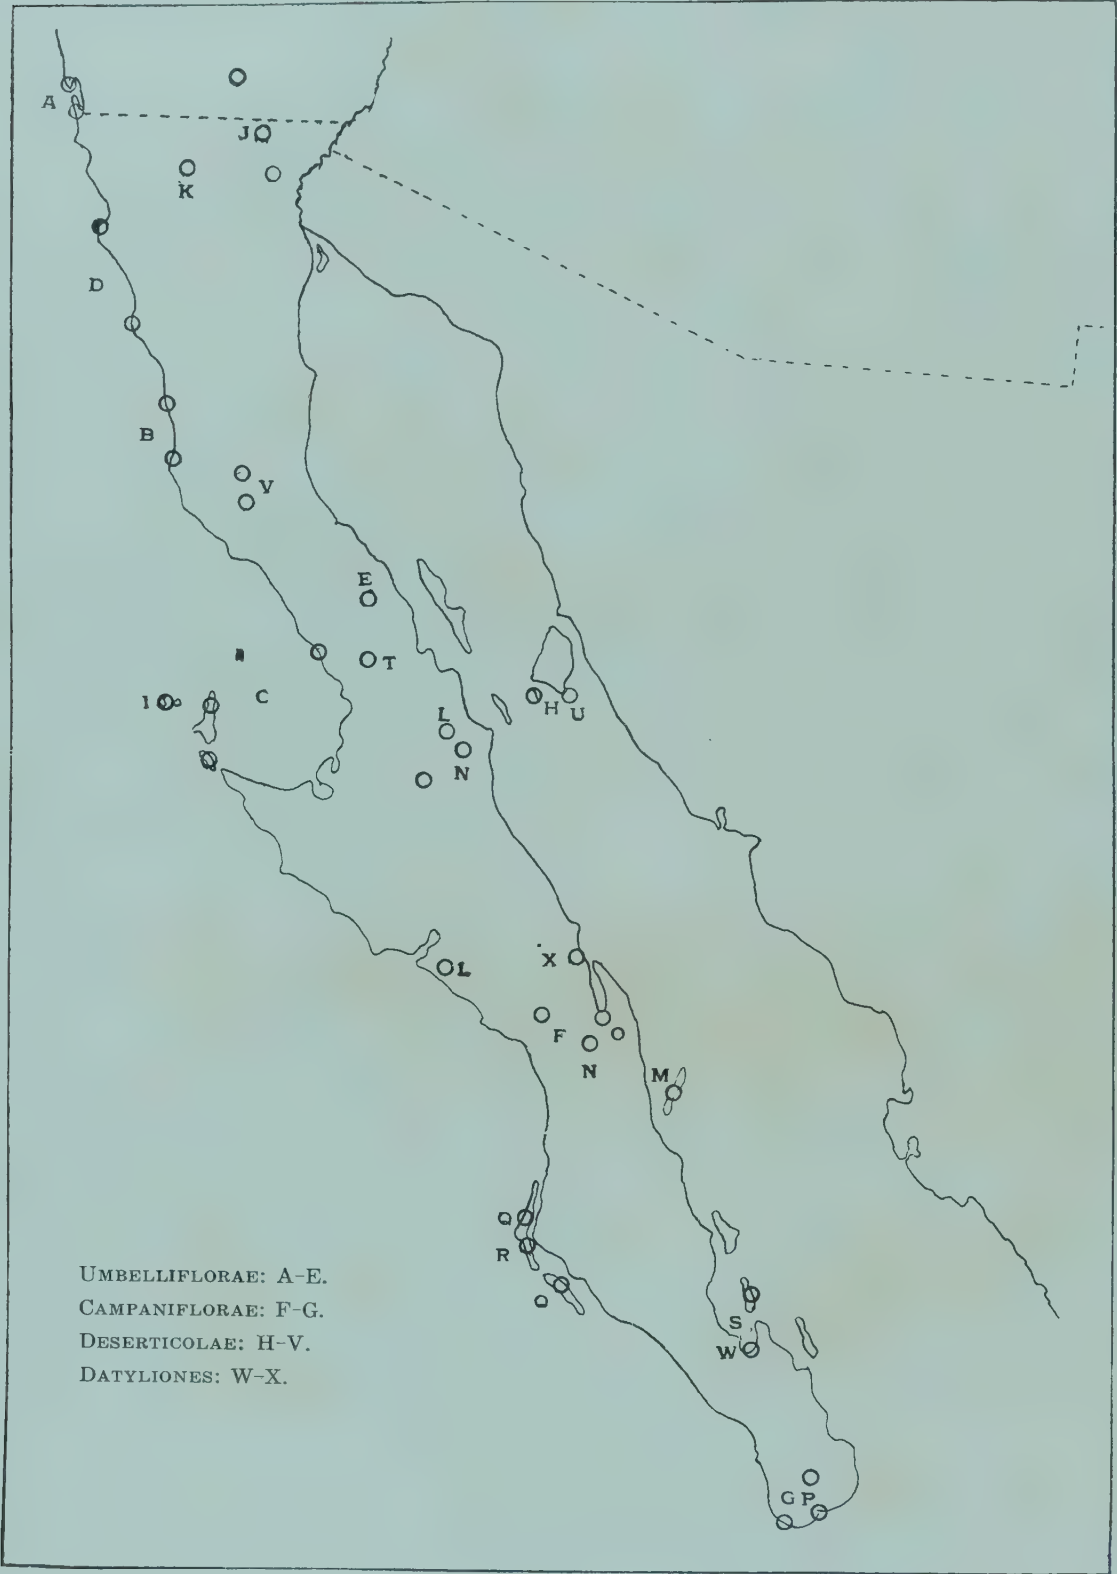 A
J
K
D
B
V
E
T
I
C
H U
L
N
X
L
F O
N
M
Q
R
Q
S
W
G P
UMBELLIFLORAE: A-E.
CAMPANIFLORAE: F-G.
DESERTICOLAE: H-V.
DATYLIONES: W-X.